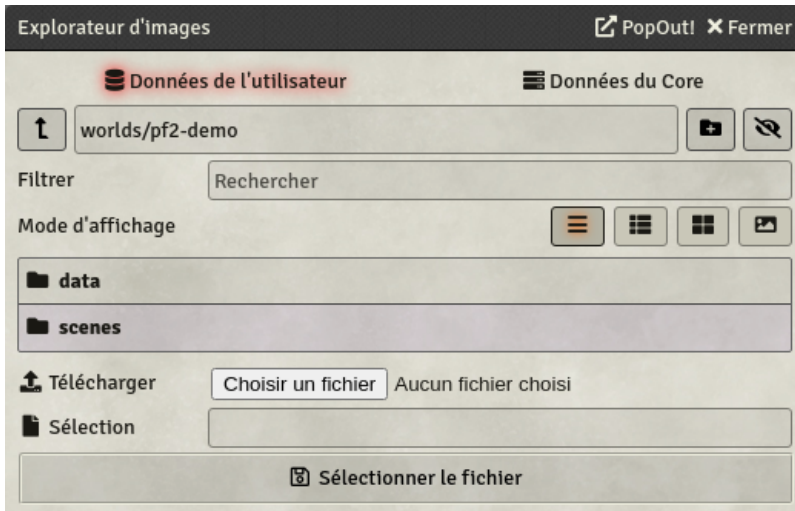 Explorateur d'images PopOut! Fermer
Données de l'utilisateur Données du Core
worlds/pf2-demo
Filtrer Rechercher
Mode d'affichage
data
scenes
Télécharger Choisir un fichier Aucun fichier choisi
Sélection
Sélectionner le fichier